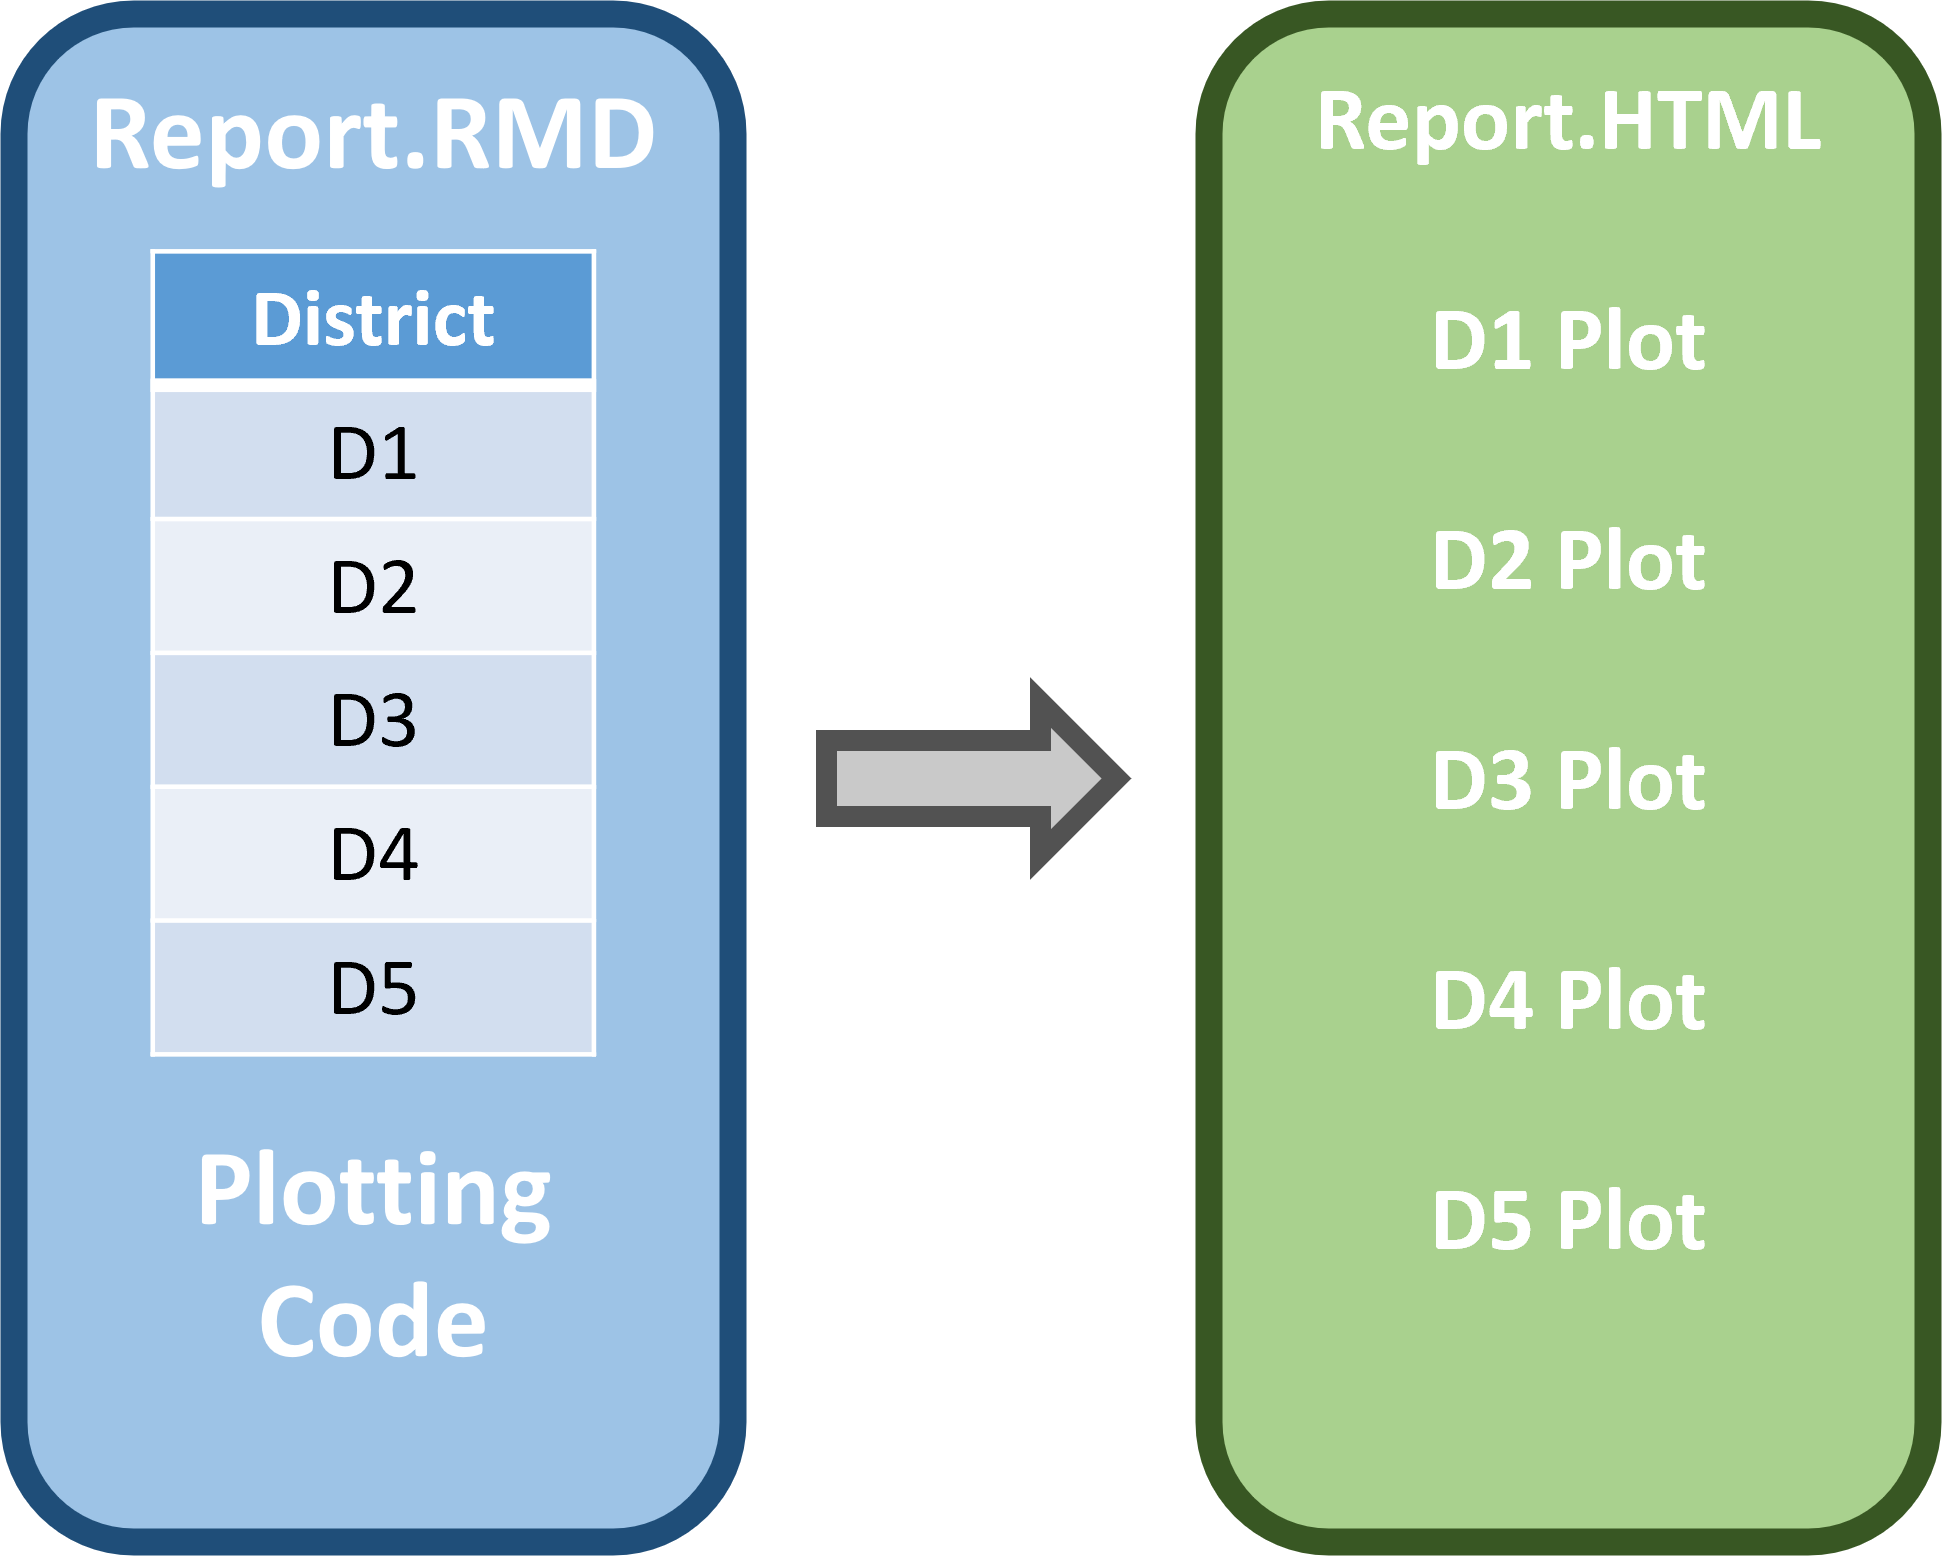 Report.RMD
District
D1
D2
D3
D4
D5
Plotting
Code
Report.HTML
D1 Plot
D2 Plot
D3 Plot
D4 Plot
D5 Plot